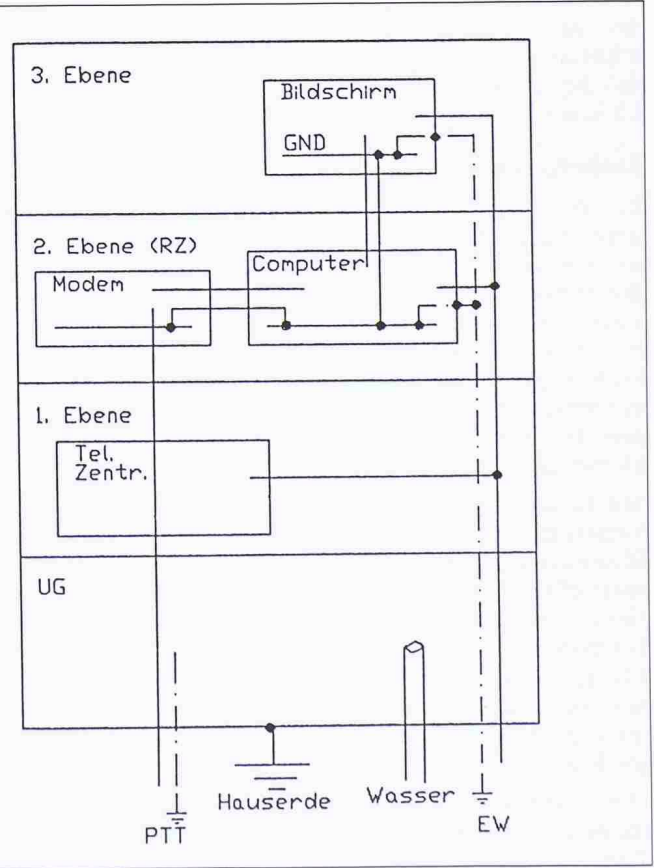 3. Ebene
Bildschirm
GND
2. Ebene (RZ)
Modem
Computer
1. Ebene
Tel.
Zentr.
UG
Hauserde
Wasser
PTT
EW